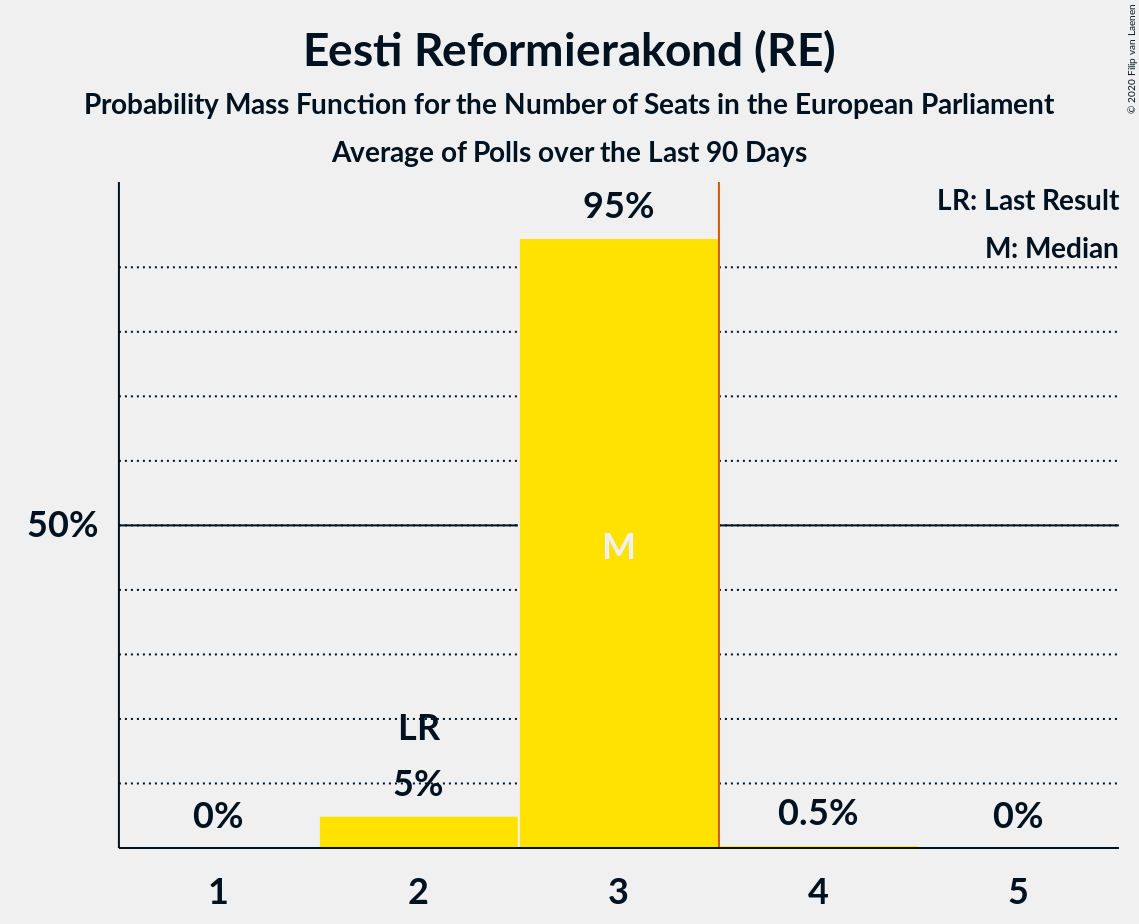 Eesti Reformierakond (RE)
Probability Mass Function for the Number of Seats in the European Parliament
Average of Polls over the Last 90 Days
© 2020 Filip van Laenen
LR: Last Result
M: Median
95%
50%
M
LR
5%
0%
0.5%
0%
1 2 3 4 5